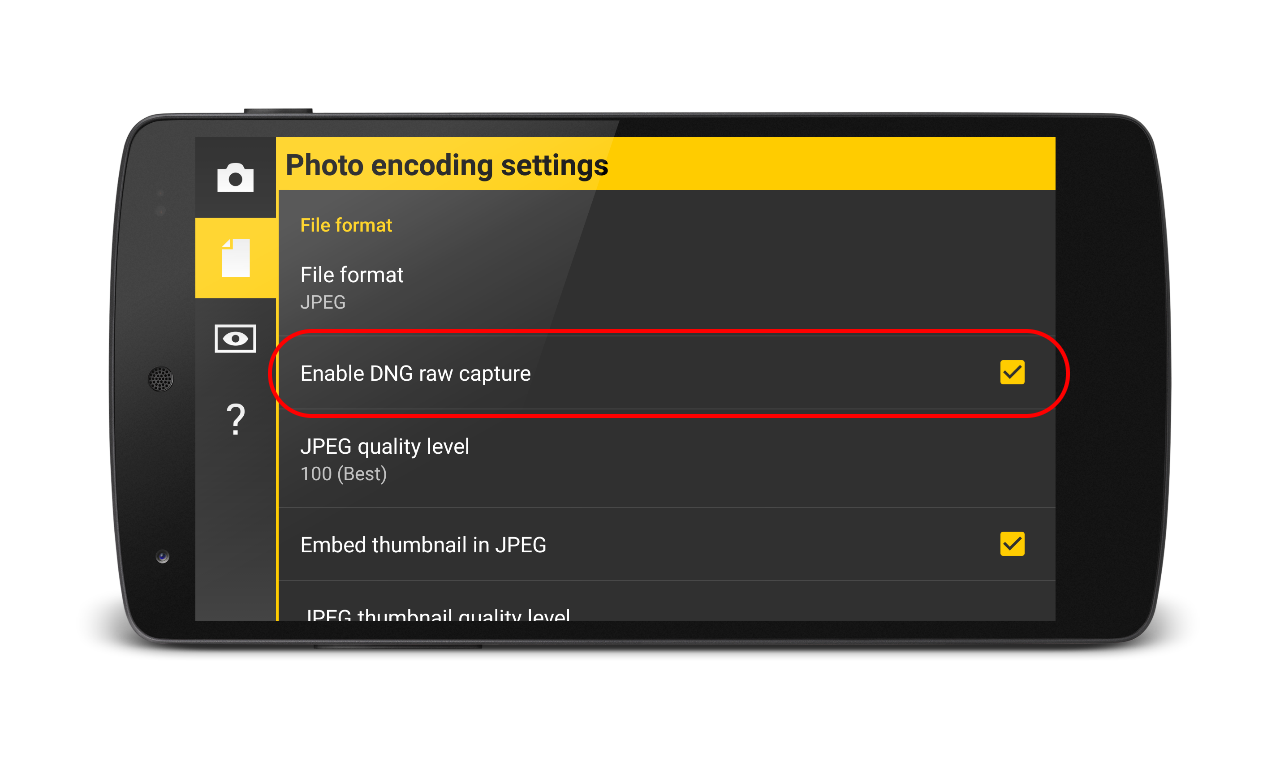 Photo encoding settings
File format
File format
JPEG
Enable DNG raw capture
JPEG quality level
100 (Best)
?
Embed thumbnail in JPEG
JPEG thumbnail quality level